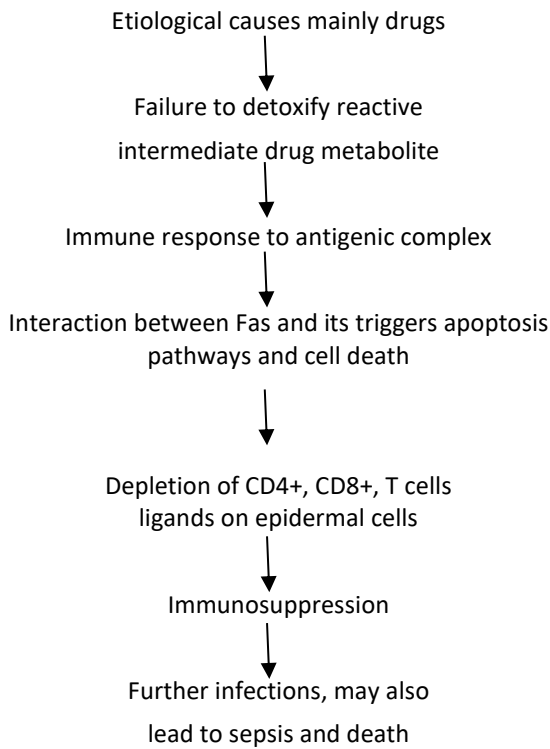 Etiological causes mainly drugs
Failure to detoxify reactive
intermediate drug metabolite
Immune response to antigenic complex
Interaction between Fas and its triggers apoptosis
pathways and cell death
Depletion of CD4+, CD8+, T cells
ligands on epidermal cells
Immunosuppression
Further infections, may also
lead to sepsis and death